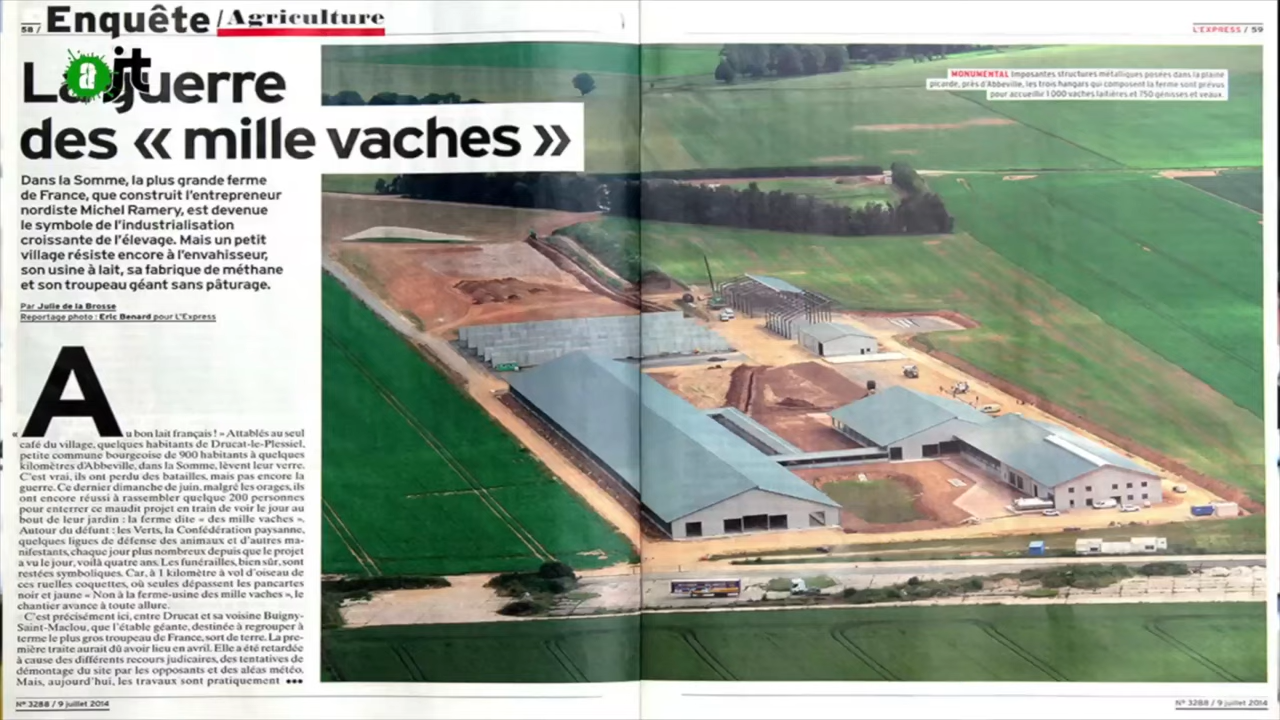 58 / Enquête / Agriculture
L'EXPRESS / 59
a jt
La guerre
des « mille vaches »
MONUMENTAL Imposantes structures métalliques posées dans la plaine
picarde, près d'Abbeville, les trois hangars qui composent la ferme sont prévus
pour accueillir 1 000 vaches laitières et 750 génisses et veaux.
Dans la Somme, la plus grande ferme
de France, que construit l'entrepreneur
nordiste Michel Ramery, est devenue
le symbole de l'industrialisation
croissante de l'élevage. Mais un petit
village résiste encore à l'envahisseur,
son usine à lait, sa fabrique de méthane
et son troupeau géant sans pâturage.
Par Julie de la Brosse
Reportage photo : Eric Benard pour L'Express
« Au bon lait français ! » Attablés au seul
café du village, quelques habitants de Drucat-le-Plessiel,
petite commune bourgeoise de 900 habitants à quelques
kilomètres d'Abbeville, dans la Somme, lèvent leur verre.
C'est vrai, ils ont perdu des batailles, mais pas encore la
guerre. Ce dernier dimanche de juin, malgré les orages, ils
ont encore réussi à rassembler quelque 200 personnes
pour enterrer ce maudit projet en train de voir le jour au
bout de leur jardin : la ferme dite « des mille vaches ».
Autour du défunt : les Verts, la Confédération paysanne,
quelques ligues de défense des animaux et d'autres ma-
nifestants, chaque jour plus nombreux depuis que le projet
a vu le jour, voilà quatre ans. Les funérailles, bien sûr, sont
restées symboliques. Car, à 1 kilomètre à vol d'oiseau de
ces ruelles coquettes, où seules dépassent les pancartes
noir et jaune « Non à la ferme-usine des mille vaches », le
chantier avance à toute allure.
C'est précisément ici, entre Drucat et sa voisine Buigny-
Saint-Maclou, que l'étable géante, destinée à regrouper à
terme le plus gros troupeau de France, sort de terre. La pre-
mière traite aurait dû avoir lieu en avril. Elle a été retardée
à cause des différents recours judiciaires, des tentatives de
démontage du site par les opposants et des aléas météo.
Mais, aujourd'hui, les travaux sont pratiquement •••
N° 3288 / 9 juillet 2014
N° 3288 / 9 juillet 2014